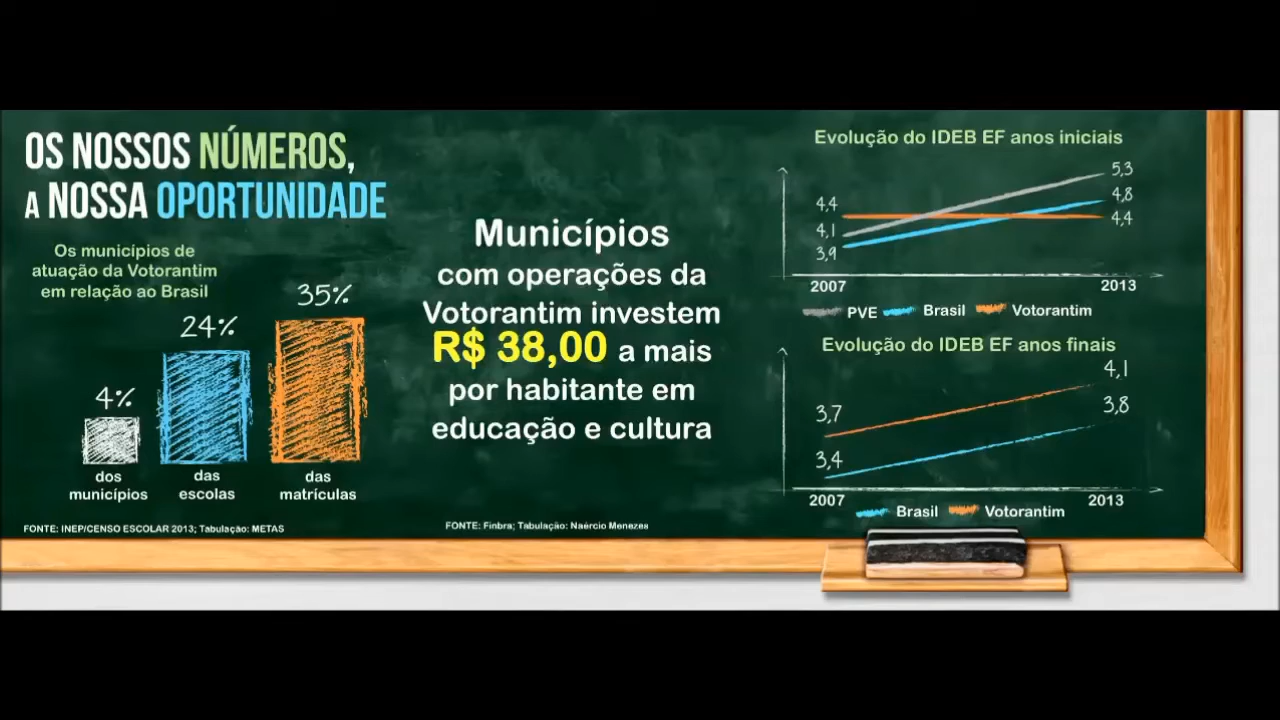 OS NOSSOS NÚMEROS,
A NOSSA OPORTUNIDADE
Os municípios de
atuação da Votorantim
em relação ao Brasil
4%
24%
35%
dos
municípios
das
escolas
das
matrículas
FONTE: INEP/CENSO ESCOLAR 2013; Tabulação: METAS
Municípios
com operações da
Votorantim investem
R$ 38,00 a mais
por habitante em
educação e cultura
FONTE: Finbra; Tabulação: Naércio Menezes
Evolução do IDEB EF anos iniciais
4,4
4,1
3,9
5,3
4,8
4,4
2007
2013
PVE
Brasil
Votorantim
Evolução do IDEB EF anos finais
3,7
3,4
4,1
3,8
2007
2013
Brasil
Votorantim